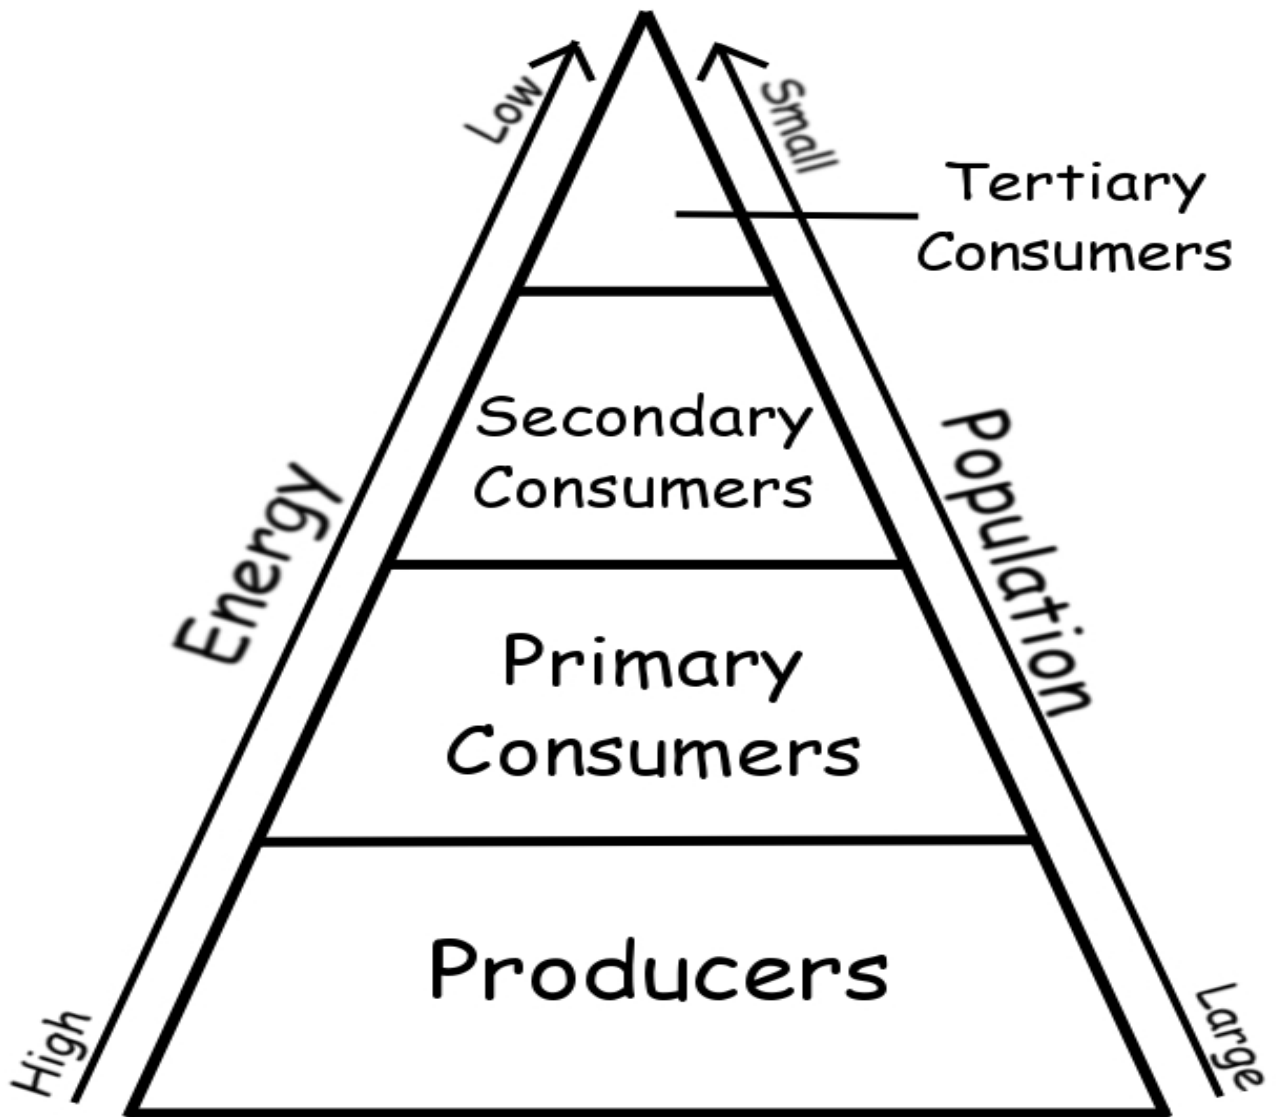 Low
Small
Tertiary
Consumers
Secondary
Consumers
Energy
Population
Primary
Consumers
Producers
High
Large